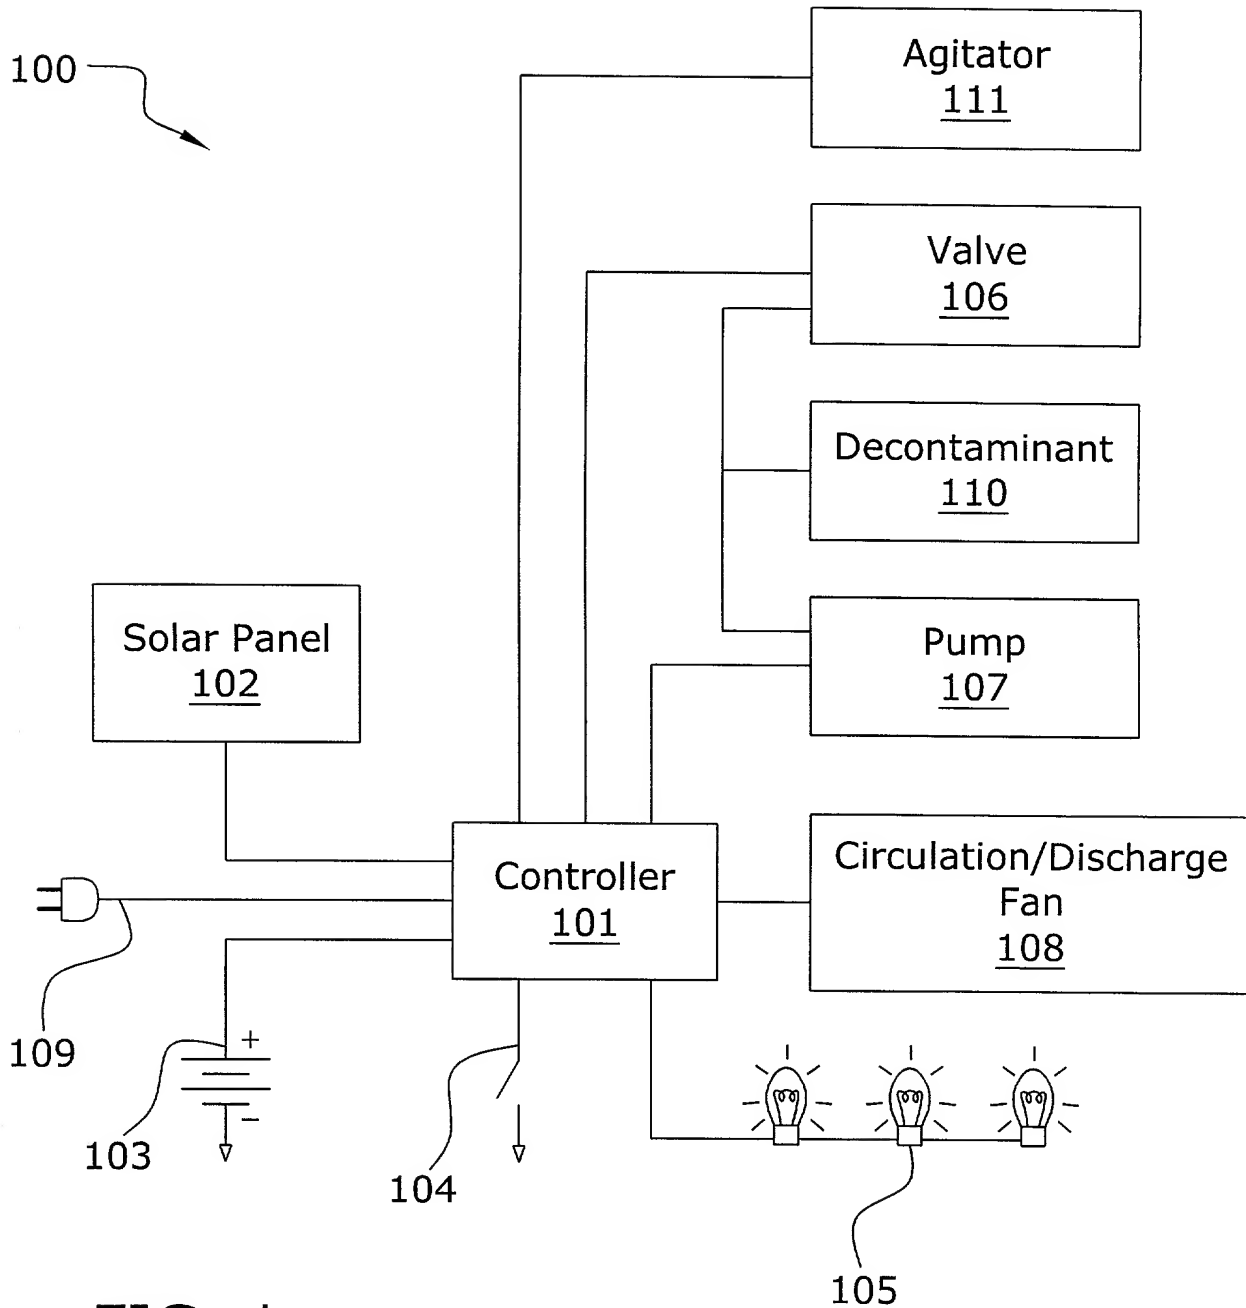 100
Agitator
111
Valve
106
Decontaminant
110
Solar Panel
102
Pump
107
Controller
101
Circulation/Discharge
Fan
108
109
+
-
103
104
105